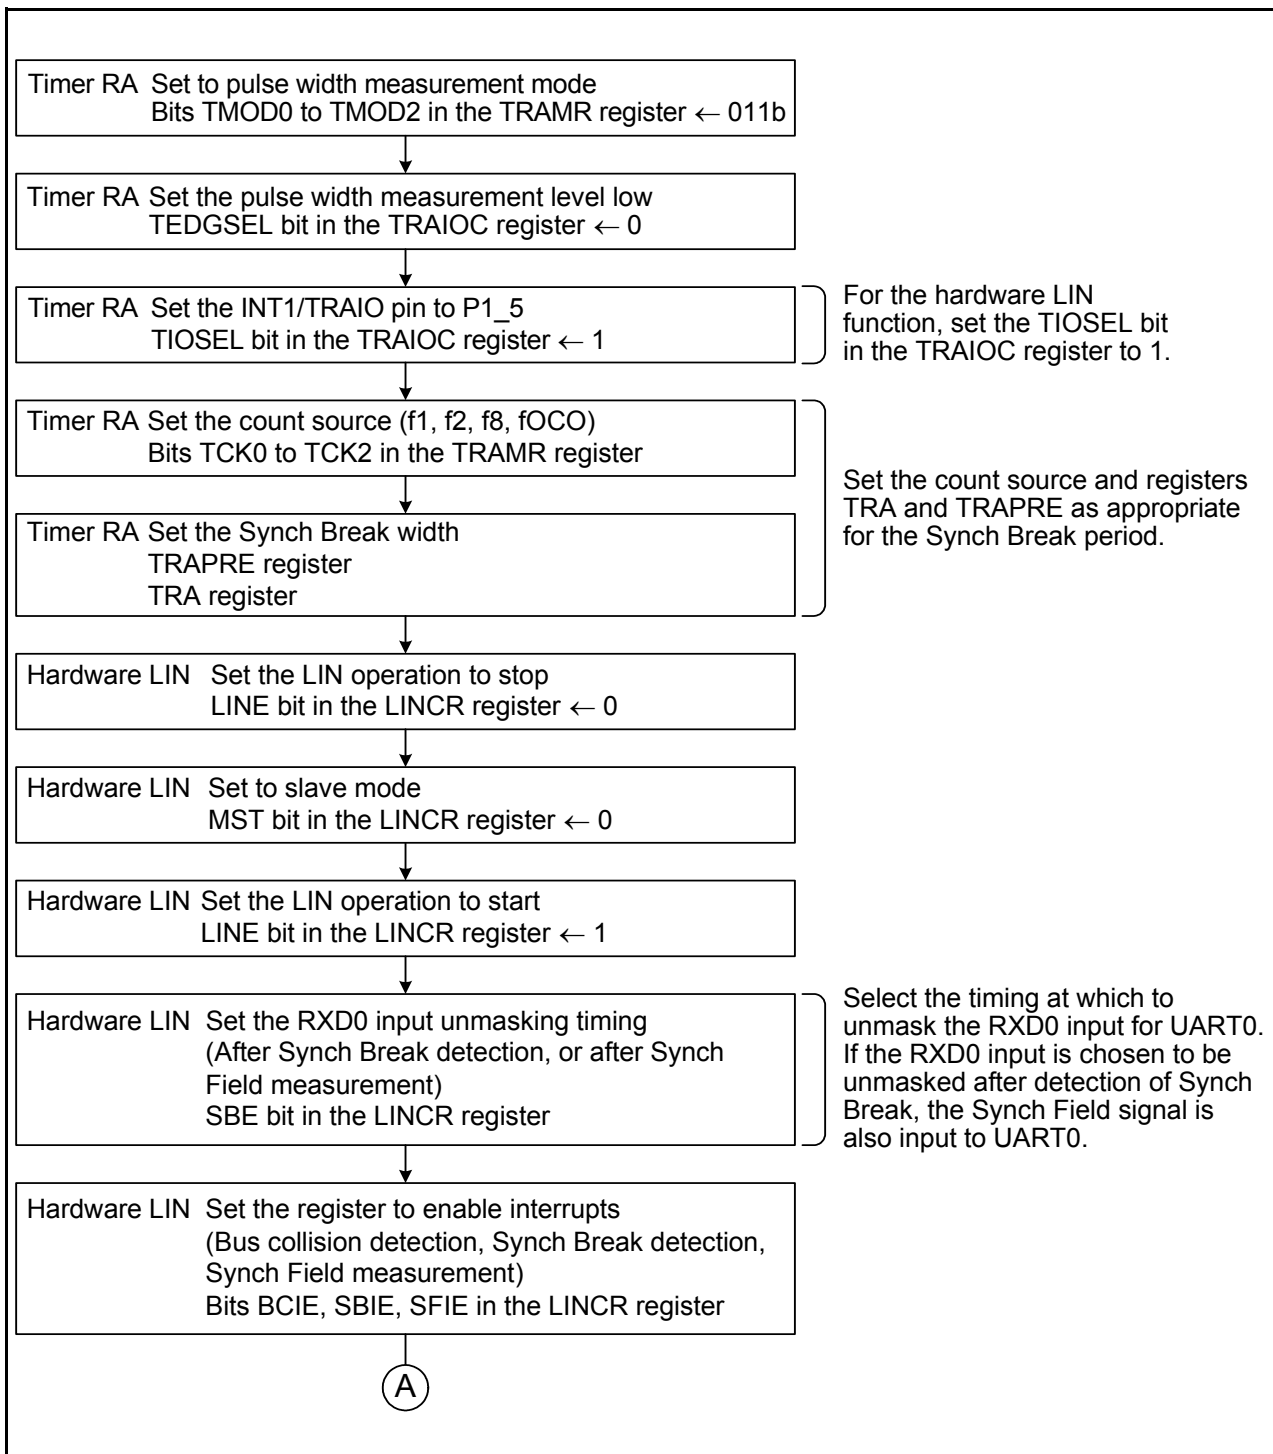 Timer RA Set to pulse width measurement mode
Bits TMOD0 to TMOD2 in the TRAMR register ← 011b
Timer RA Set the pulse width measurement level low
TEDGSEL bit in the TRAIOC register ← 0
Timer RA Set the INT1/TRAIO pin to P1_5
TIOSEL bit in the TRAIOC register ← 1
For the hardware LIN
function, set the TIOSEL bit
in the TRAIOC register to 1.
Timer RA Set the count source (f1, f2, f8, fOCO)
Bits TCK0 to TCK2 in the TRAMR register
Timer RA Set the Synch Break width
TRAPRE register
TRA register
Set the count source and registers
TRA and TRAPRE as appropriate
for the Synch Break period.
Hardware LIN Set the LIN operation to stop
LINE bit in the LINCR register ← 0
Hardware LIN Set to slave mode
MST bit in the LINCR register ← 0
Hardware LIN Set the LIN operation to start
LINE bit in the LINCR register ← 1
Hardware LIN Set the RXD0 input unmasking timing
(After Synch Break detection, or after Synch
Field measurement)
SBE bit in the LINCR register
Select the timing at which to
unmask the RXD0 input for UART0.
If the RXD0 input is chosen to be
unmasked after detection of Synch
Break, the Synch Field signal is
also input to UART0.
Hardware LIN Set the register to enable interrupts
(Bus collision detection, Synch Break detection,
Synch Field measurement)
Bits BCIE, SBIE, SFIE in the LINCR register
A